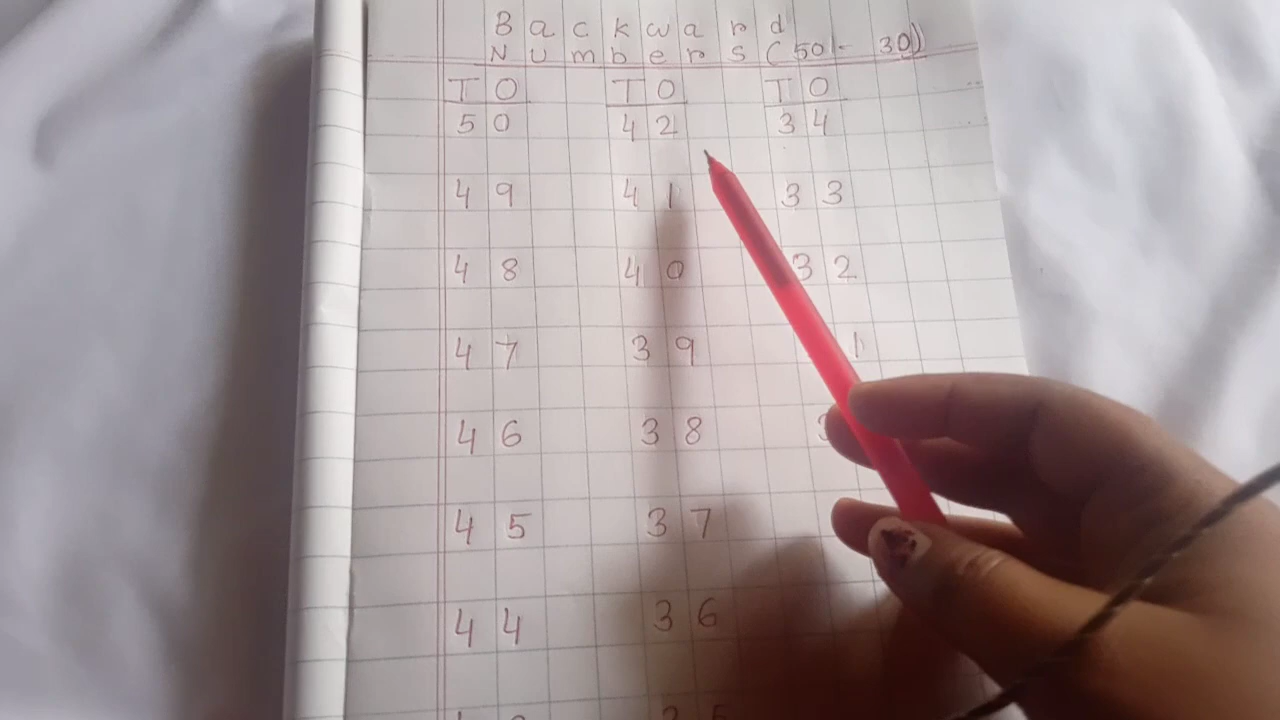 Backward
Numbers (50 - 30)
T O T O T O
5 0 4 2 3 4
4 9 4 1 3 3
4 8 4 0 3 2
4 7 3 9 1
4 6 3 8 3
4 5 3 7
4 4 3 6